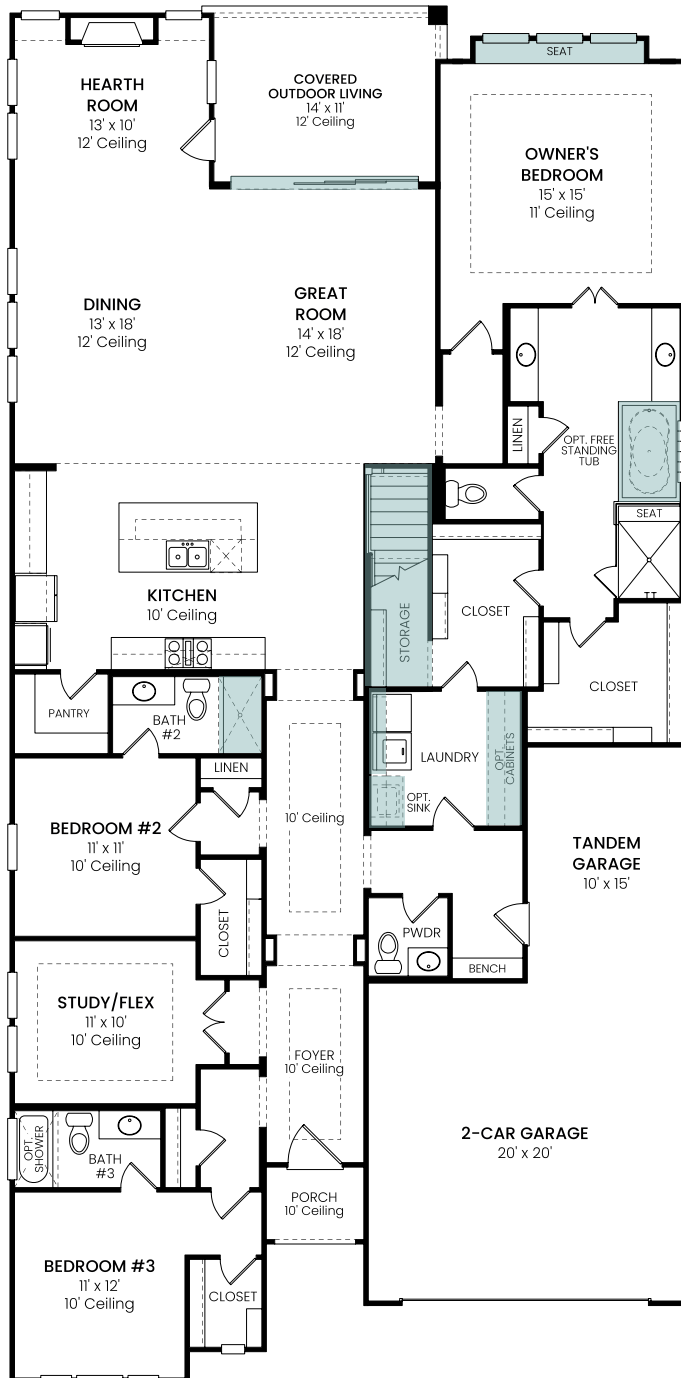 HEARTH
ROOM
13' x 10'
12' Ceiling
COVERED
OUTDOOR LIVING
14' x 11'
12' Ceiling
SEAT
OWNER'S
BEDROOM
15' x 15'
11' Ceiling
DINING
13' x 18'
12' Ceiling
GREAT
ROOM
14' x 18'
12' Ceiling
LINEN
OPT. FREE
STANDING
TUB
SEAT
KITCHEN
10' Ceiling
STORAGE
CLOSET
CLOSET
PANTRY
BATH
#2
LINEN
LAUNDRY
OPT.
CABINETS
OPT.
SINK
10' Ceiling
BEDROOM #2
11' x 11'
10' Ceiling
TANDEM
GARAGE
10' x 15'
CLOSET
PWDR
BENCH
STUDY/FLEX
11' x 10'
10' Ceiling
FOYER
10' Ceiling
OPT.
SHOWER
BATH
#3
2-CAR GARAGE
20' x 20'
PORCH
10' Ceiling
BEDROOM #3
11' x 12'
10' Ceiling
CLOSET